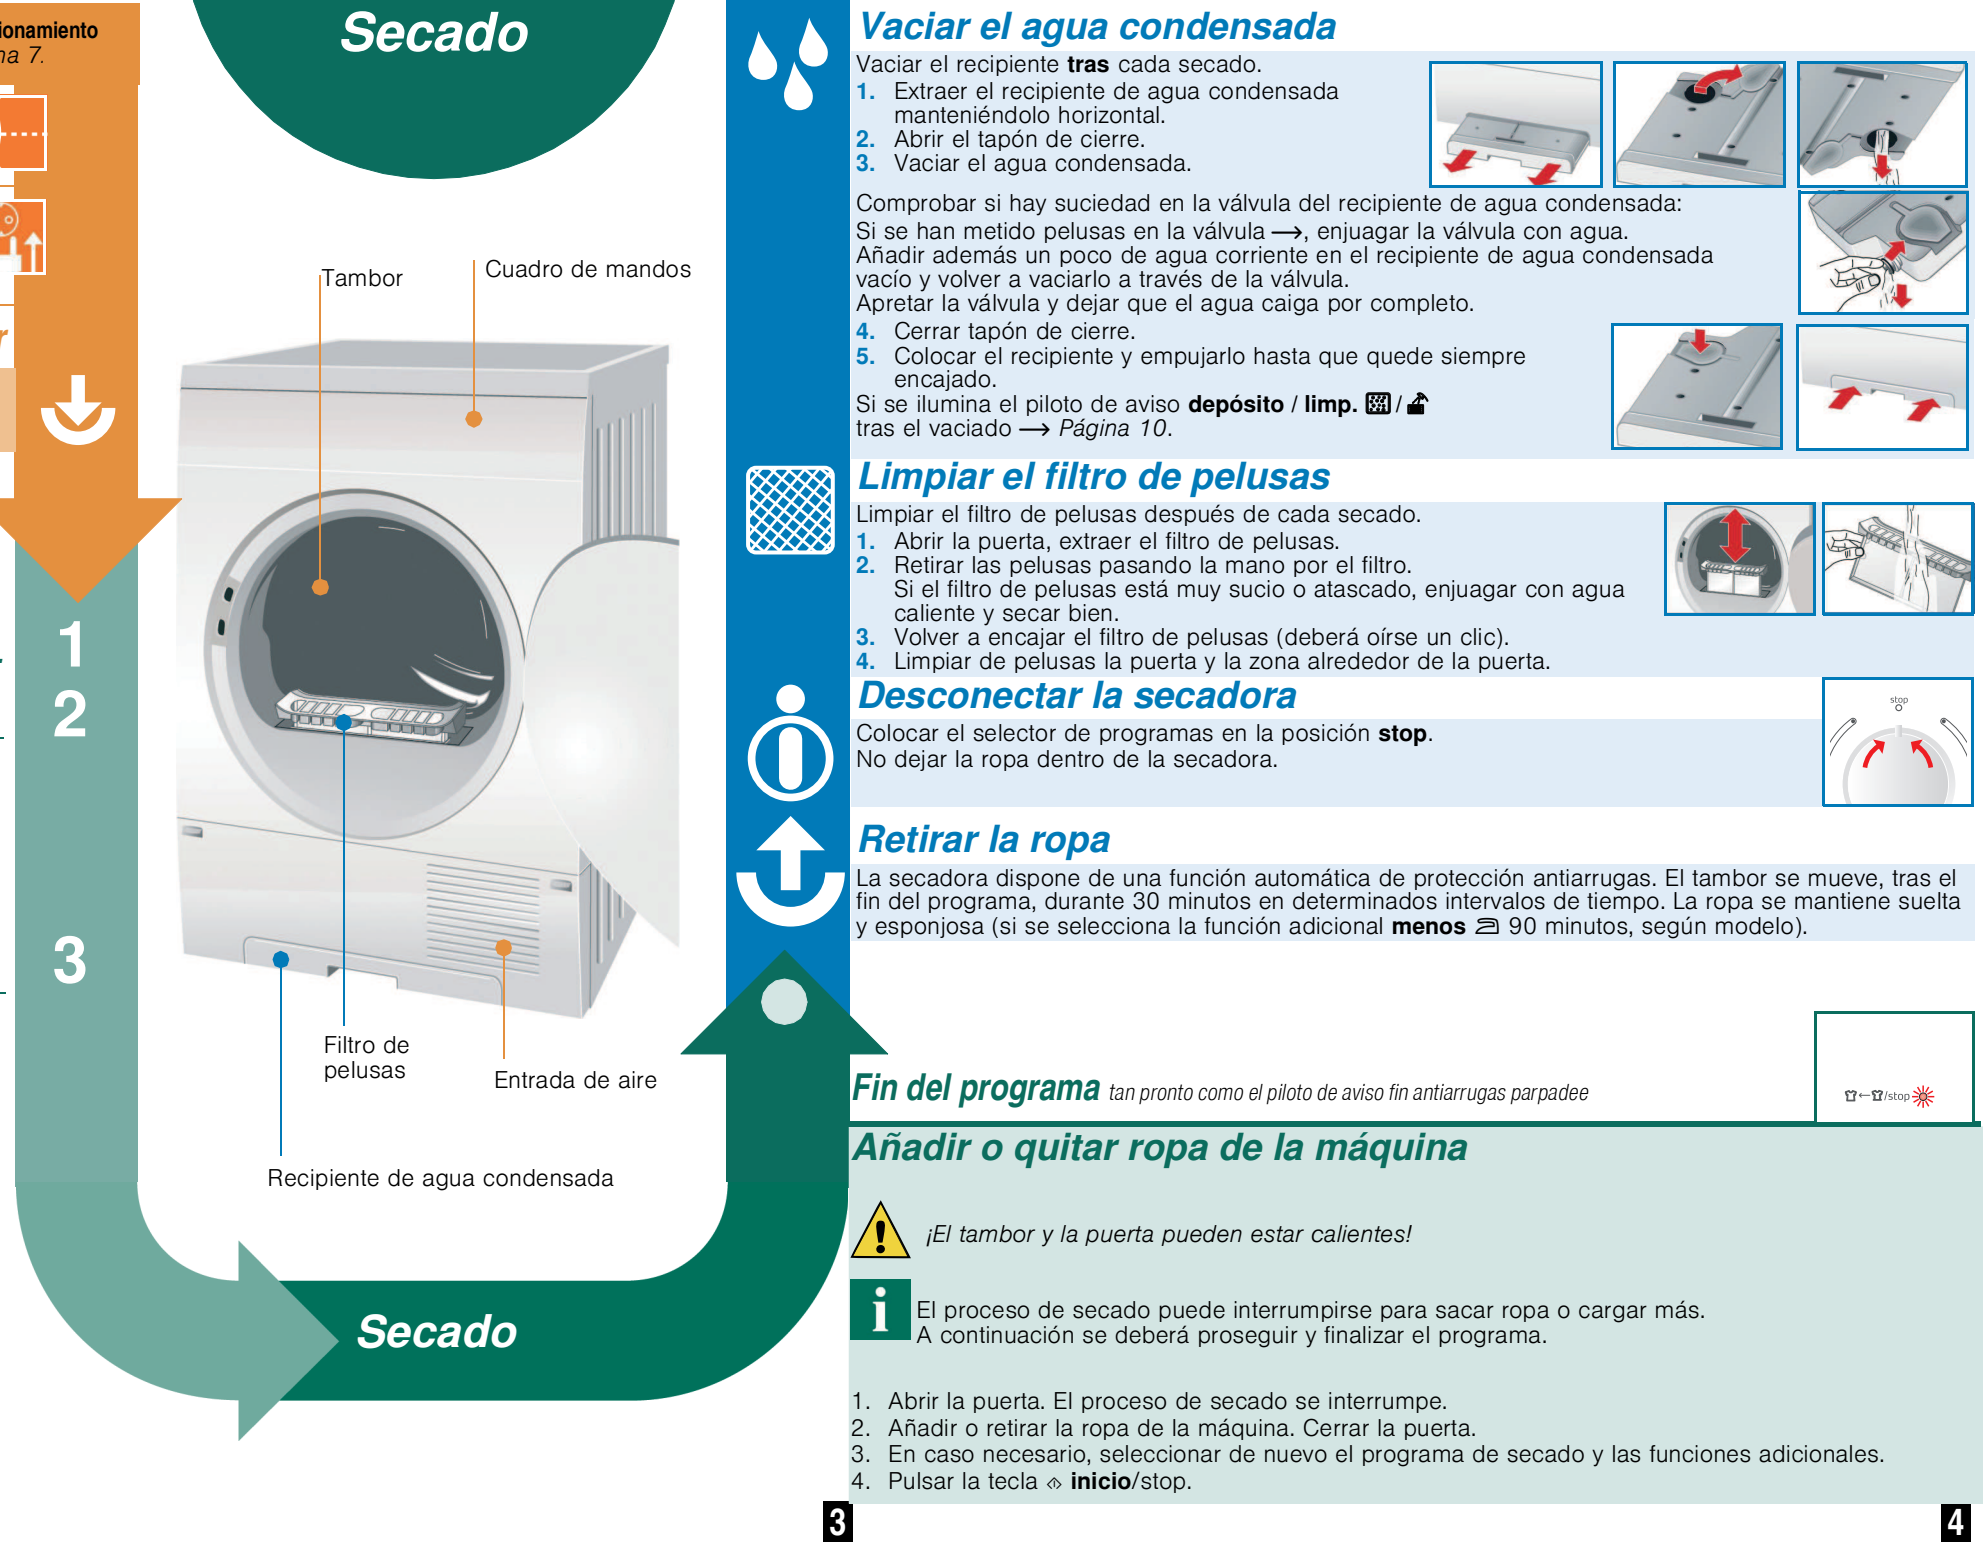 7.
Secado
Tambor
Cuadro de mandos
1
2
3
Filtro de
pelusas
Entrada de aire
Recipiente de agua condensada
Secado
3
Vaciar el agua condensada
Vaciar el recipiente tras cada secado.
1. Extraer el recipiente de agua condensada
manteniéndolo horizontal.
2. Abrir el tapón de cierre.
3. Vaciar el agua condensada.
Comprobar si hay suciedad en la válvula del recipiente de agua condensada:
Si se han metido pelusas en la válvula →, enjuagar la válvula con agua.
Añadir además un poco de agua corriente en el recipiente de agua condensada
vacío y volver a vaciarlo a través de la válvula.
Apretar la válvula y dejar que el agua caiga por completo.
4. Cerrar tapón de cierre.
5. Colocar el recipiente y empujarlo hasta que quede siempre
encajado.
Si se ilumina el piloto de aviso depósito / limp. /
tras el vaciado → Página 10.
Limpiar el filtro de pelusas
Limpiar el filtro de pelusas después de cada secado.
1. Abrir la puerta, extraer el filtro de pelusas.
2. Retirar las pelusas pasando la mano por el filtro.
Si el filtro de pelusas está muy sucio o atascado, enjuagar con agua
caliente y secar bien.
3. Volver a encajar el filtro de pelusas (deberá oírse un clic).
4. Limpiar de pelusas la puerta y la zona alrededor de la puerta.
Desconectar la secadora
Colocar el selector de programas en la posición stop.
No dejar la ropa dentro de la secadora.
stop
Retirar la ropa
La secadora dispone de una función automática de protección antiarrugas. El tambor se mueve, tras el
fin del programa, durante 30 minutos en determinados intervalos de tiempo. La ropa se mantiene suelta
y esponjosa (si se selecciona la función adicional menos 90 minutos, según modelo).
Fin del programa tan pronto como el piloto de aviso fin antiarrugas parpadee
←/stop
Añadir o quitar ropa de la máquina
¡El tambor y la puerta pueden estar calientes!
i
El proceso de secado puede interrumpirse para sacar ropa o cargar más.
A continuación se deberá proseguir y finalizar el programa.
1. Abrir la puerta. El proceso de secado se interrumpe.
2. Añadir o retirar la ropa de la máquina. Cerrar la puerta.
3. En caso necesario, seleccionar de nuevo el programa de secado y las funciones adicionales.
4. Pulsar la tecla inicio/stop.
4